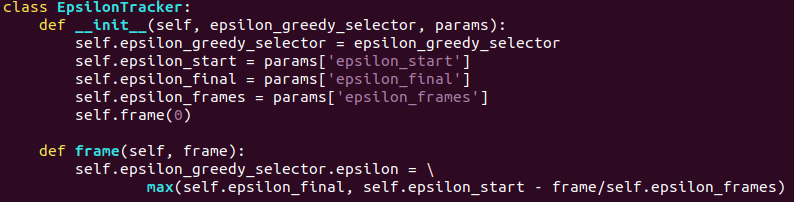 class EpsilonTracker:
    def __init__(self, epsilon_greedy_selector, params):
        self.epsilon_greedy_selector = epsilon_greedy_selector
        self.epsilon_start = params['epsilon_start']
        self.epsilon_final = params['epsilon_final']
        self.epsilon_frames = params['epsilon_frames']
        self.frame(0)

    def frame(self, frame):
        self.epsilon_greedy_selector.epsilon = \
                max(self.epsilon_final, self.epsilon_start - frame/self.epsilon_frames)